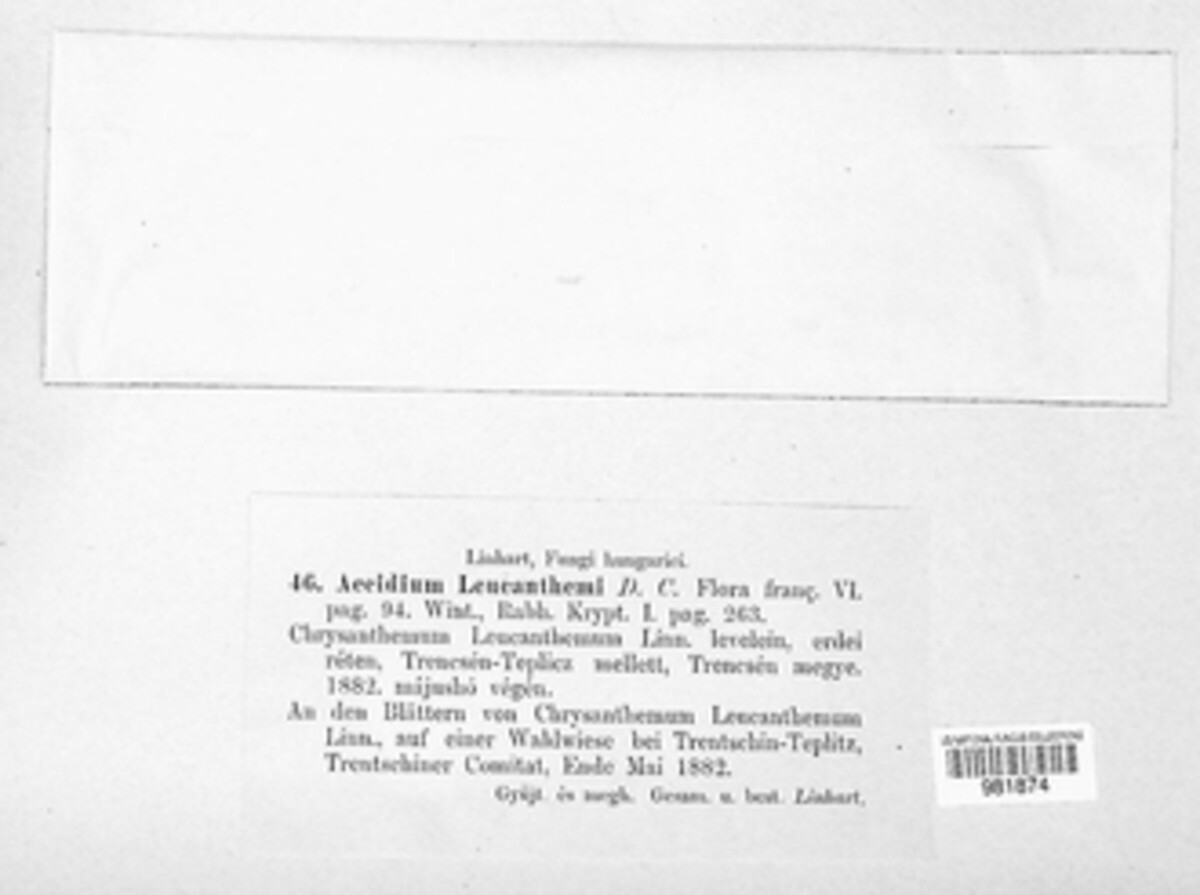 Linhart, Fungi hungarici.
46. Aecidium Leucanthemi D. C. Flora franç. VI.
pag. 94. Wint., Rabh. Krypt. I. pag. 263.
Chrysanthemum Leucanthemum Linn. levelein, erdei
réten, Trencsén-Teplicz mellett, Trencsén megye.
1882. májushó végén.
An den Blättern von Chrysanthemum Leucanthemum
Linn., auf einer Wahlwiese bei Trentschin-Teplitz,
Trentschiner Comitat, Ende Mai 1882.
Gyűjt. és megh. Gesam. u. best. Linhart.
981874